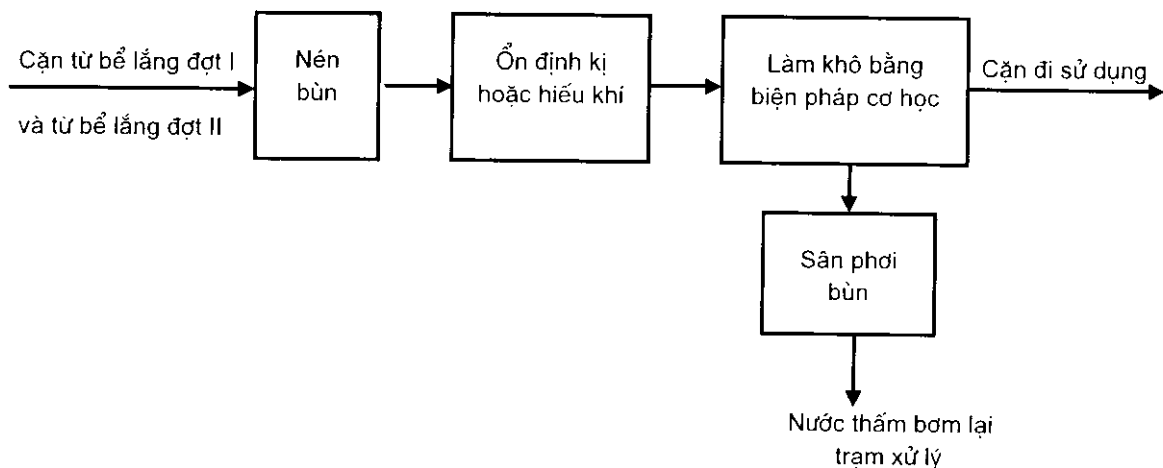 Cặn từ bể lắng đợt I
và từ bể lắng đợt II
Nén
bùn
Ổn định kị
hoặc hiếu khí
Làm khô bằng
biện pháp cơ học
Cặn đi sử dụng
Sân phơi
bùn
Nước thấm bơm lại
trạm xử lý